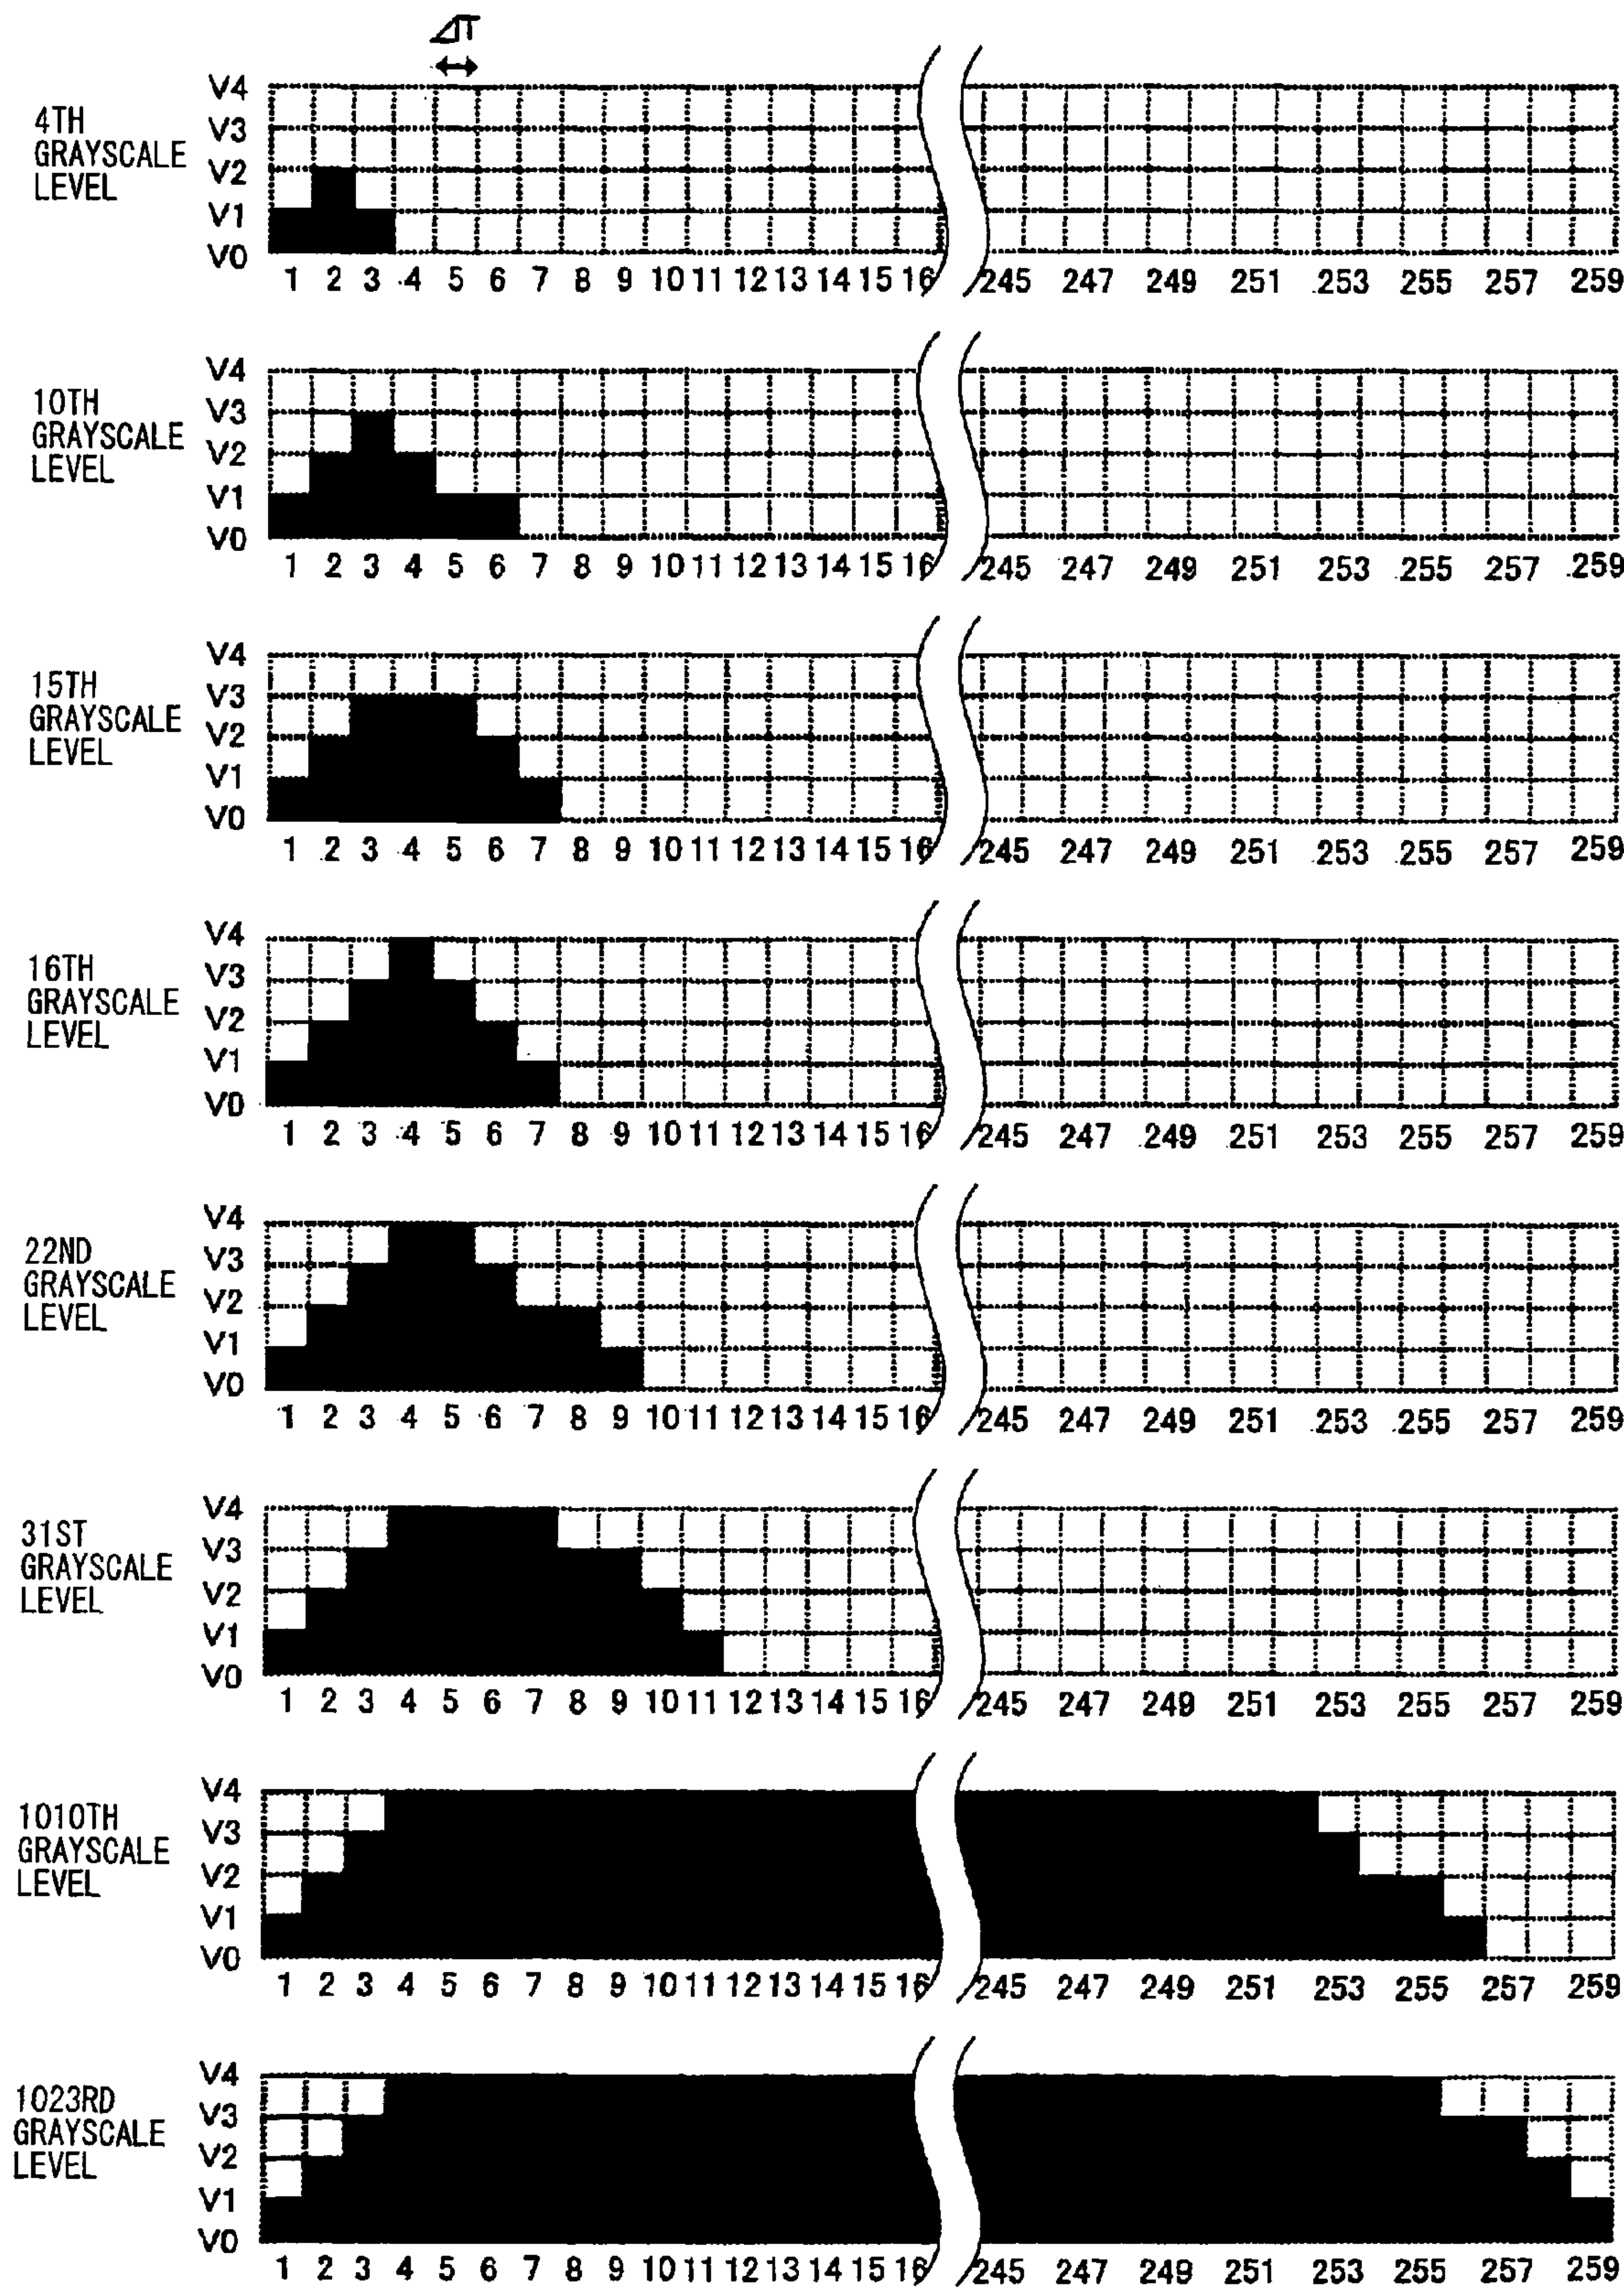 ΔT
V4
4TH
GRAYSCALE
LEVEL
V3
V2
V1
V0
1 2 3 4 5 6 7 8 9 10 11 12 13 14 15 16 245 247 249 251 253 255 257 259
V4
10TH
GRAYSCALE
LEVEL
V3
V2
V1
V0
1 2 3 4 5 6 7 8 9 10 11 12 13 14 15 16 245 247 249 251 253 255 257 259
V4
15TH
GRAYSCALE
LEVEL
V3
V2
V1
V0
1 2 3 4 5 6 7 8 9 10 11 12 13 14 15 16 245 247 249 251 253 255 257 259
V4
16TH
GRAYSCALE
LEVEL
V3
V2
V1
V0
1 2 3 4 5 6 7 8 9 10 11 12 13 14 15 16 245 247 249 251 253 255 257 259
V4
22ND
GRAYSCALE
LEVEL
V3
V2
V1
V0
1 2 3 4 5 6 7 8 9 10 11 12 13 14 15 16 245 247 249 251 253 255 257 259
V4
31ST
GRAYSCALE
LEVEL
V3
V2
V1
V0
1 2 3 4 5 6 7 8 9 10 11 12 13 14 15 16 245 247 249 251 253 255 257 259
V4
1010TH
GRAYSCALE
LEVEL
V3
V2
V1
V0
1 2 3 4 5 6 7 8 9 10 11 12 13 14 15 16 245 247 249 251 253 255 257 259
V4
1023RD
GRAYSCALE
LEVEL
V3
V2
V1
V0
1 2 3 4 5 6 7 8 9 10 11 12 13 14 15 16 245 247 249 251 253 255 257 259